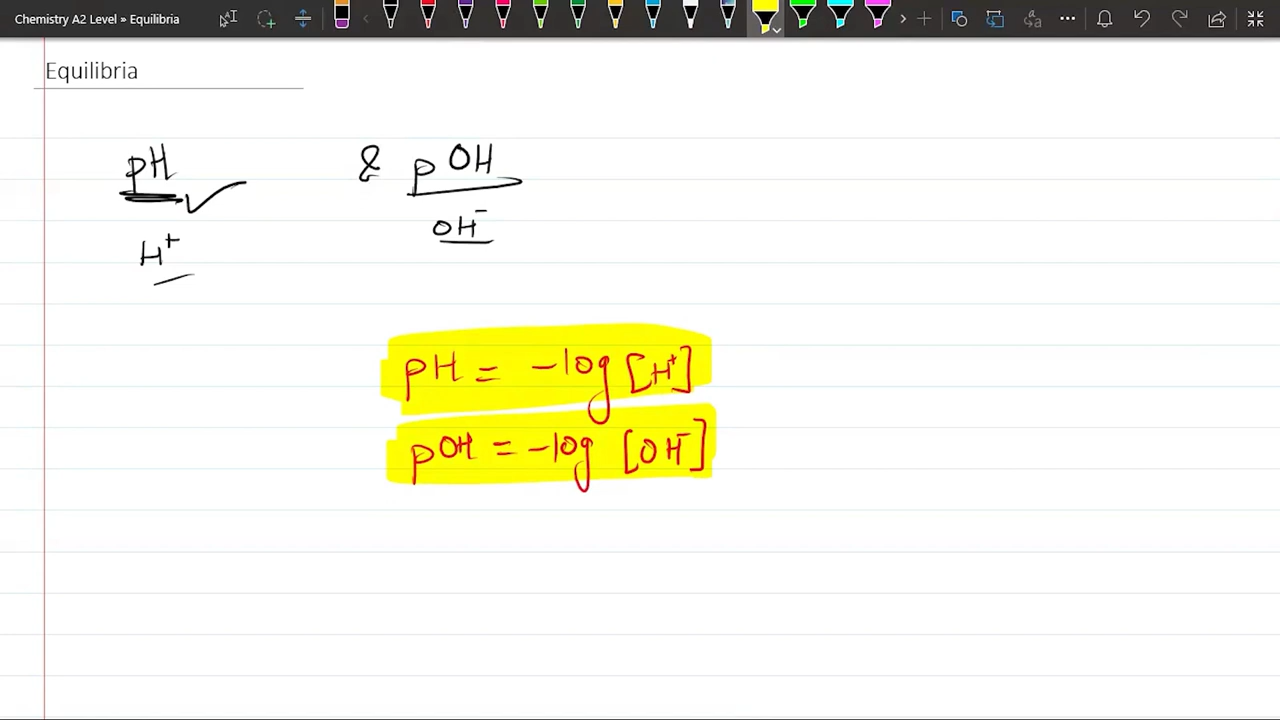 Chemistry A2 Level » Equilibria
Equilibria
pH & pOH
H⁺ OH⁻
pH = -log [H⁺]
pOH = -log [OH⁻]